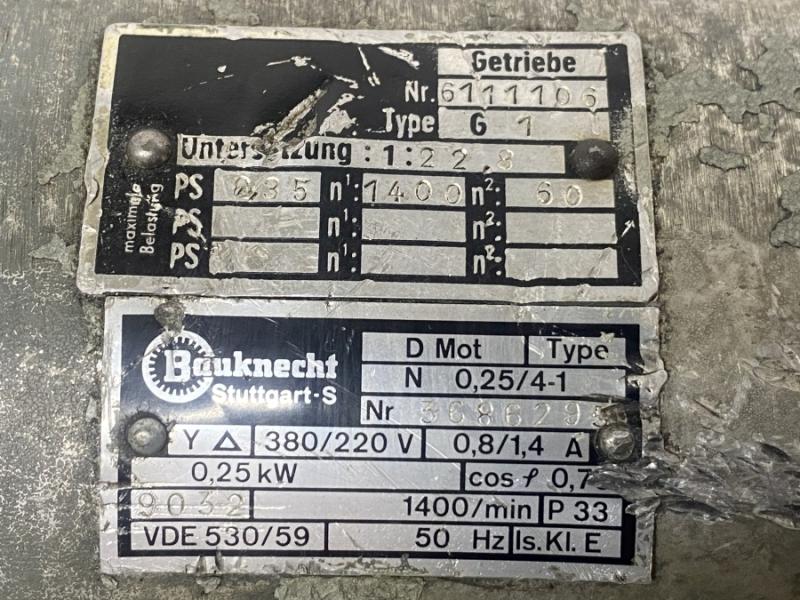 Getriebe
Nr. 6111106
Type G 1
Untersetzung : 1: 22,8
maximale Belastung
PS 0,35 n1: 1400 n2: 60
PS n1: n2:
PS n1: n2:
Bauknecht
Stuttgart-S
D Mot Type
N 0,25/4-1
Nr 3686295
Y △ 380/220 V 0,8/1,4 A
0,25 kW cos φ 0,7
9032 1400/min P 33
VDE 530/59 50 Hz Is. Kl. E